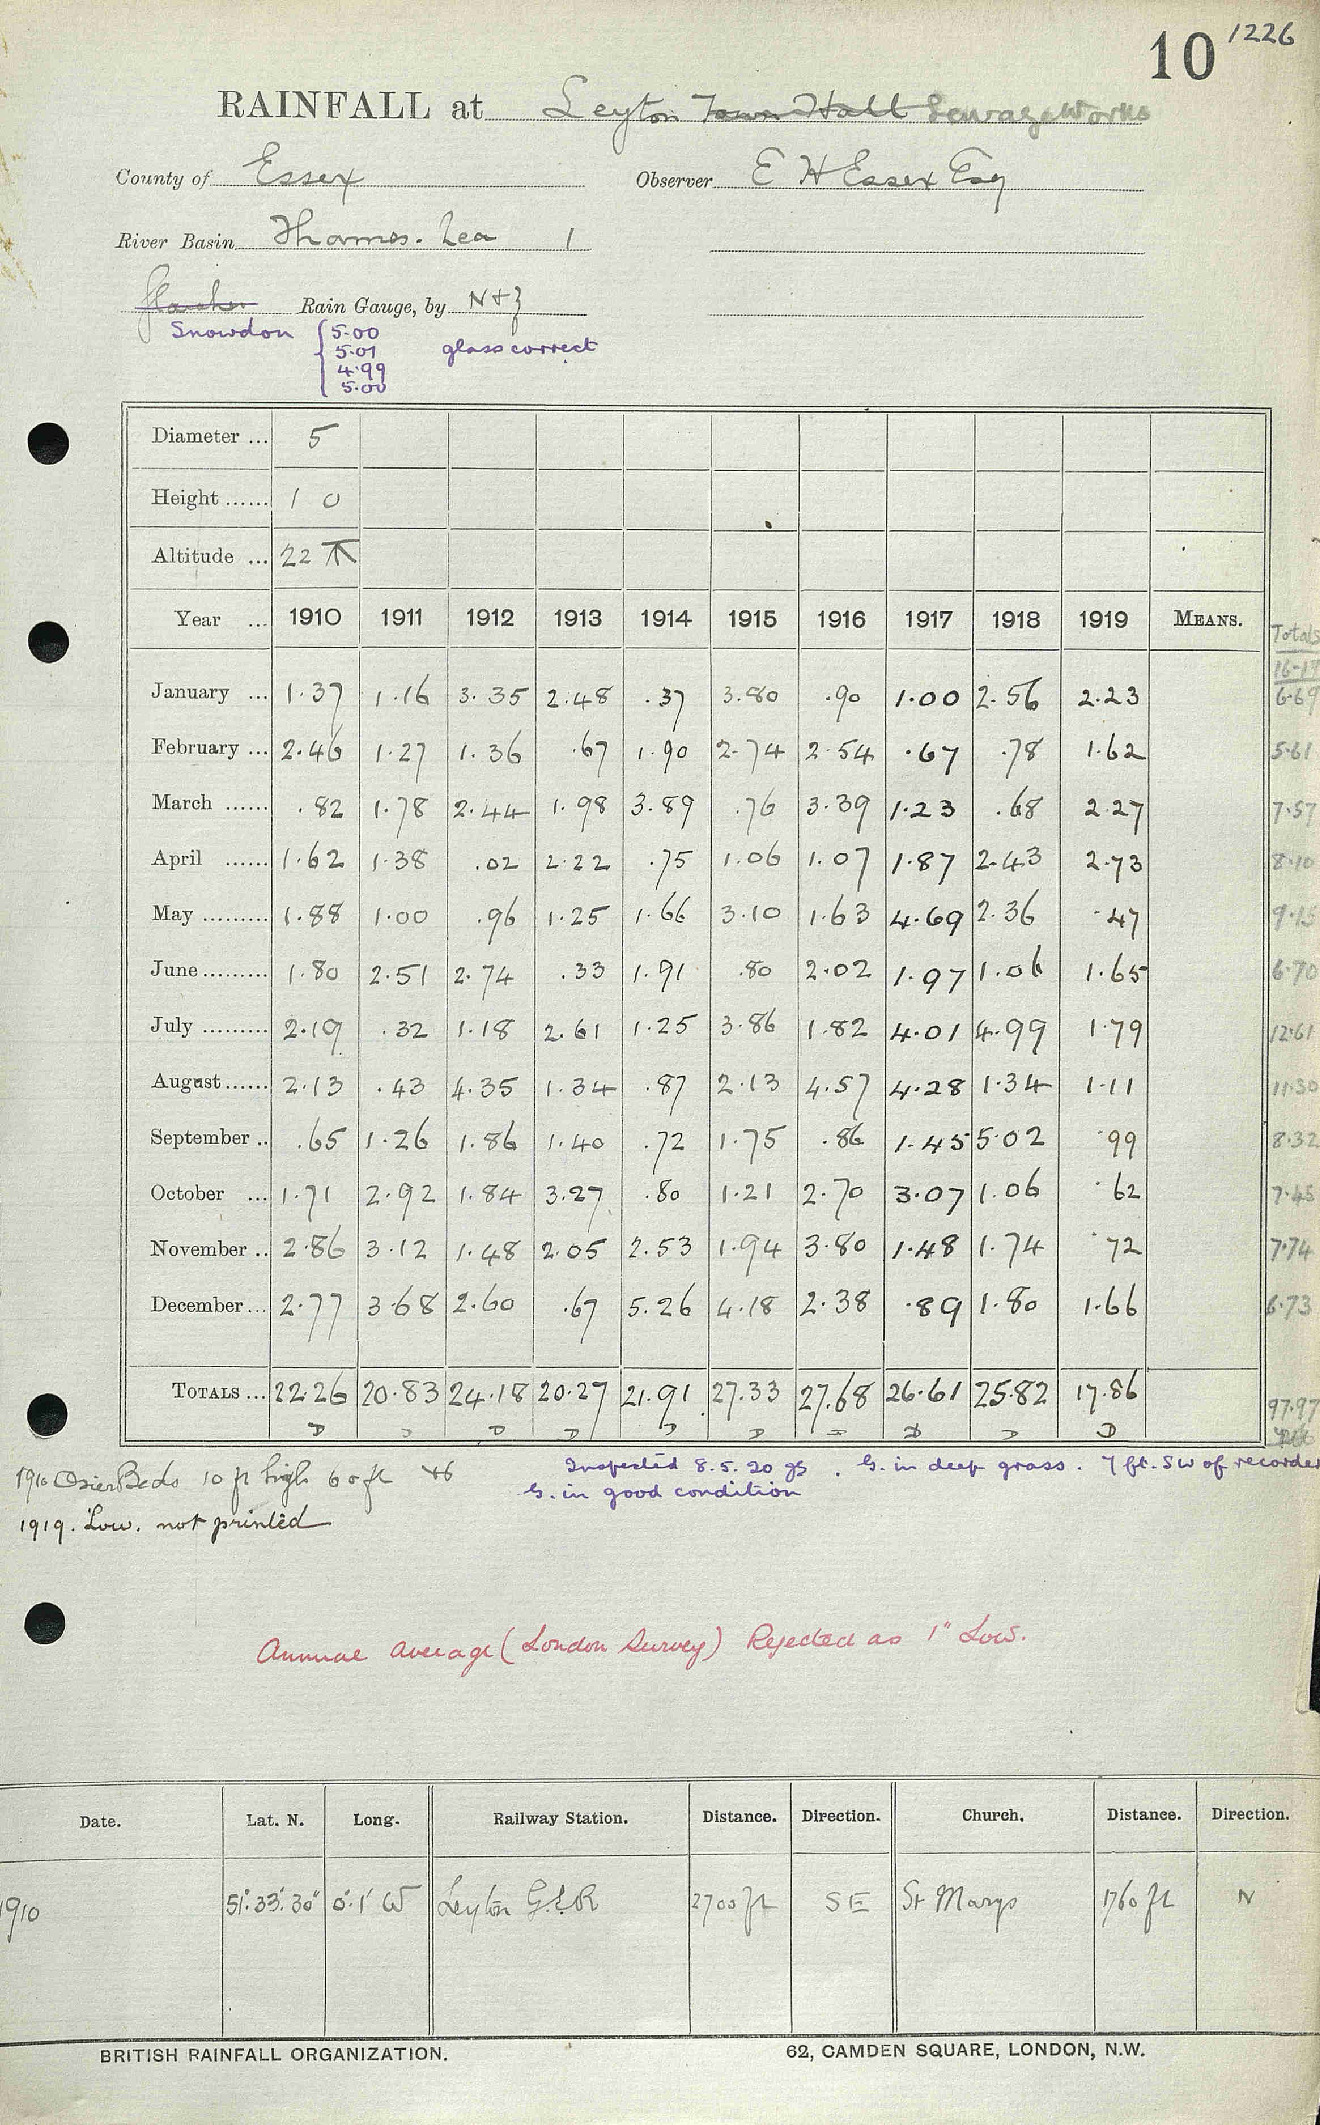 10 1226
RAINFALL at Leyton Town Hall Sewage Works
County of Essex Observer E H Essex Esq
River Basin Thames. Lea 1
Rain Gauge, by N+Z
Snowdon 5.00 glass correct
5.01
4.99
5.00
Diameter ... 5
Height ...... 1 0
Altitude ... 22
Year ... 1910 1911 1912 1913 1914 1915 1916 1917 1918 1919 MEANS. Totals
16-19
January ... 1.37 1.16 3.35 2.48 .37 3.80 .90 1.00 2.56 2.23 6.69
February ... 2.46 1.27 1.36 .67 1.90 2.74 2.54 .67 .78 1.62 5.61
March ...... .82 1.78 2.44 1.98 3.89 .76 3.39 1.23 .68 2.27 7.57
April ...... 1.62 1.38 .02 2.22 .75 1.06 1.07 1.87 2.43 2.73 8.10
May ......... 1.88 1.00 .96 1.25 1.66 3.10 1.63 4.69 2.36 .47 9.15
June ......... 1.80 2.51 2.74 .33 1.91 .80 2.02 1.97 1.06 1.65 6.70
July ......... 2.19 .32 1.18 2.61 1.25 3.86 1.82 4.01 4.99 1.79 12.61
August ...... 2.13 .43 4.35 1.34 .87 2.13 4.57 4.28 1.34 1.11 11.30
September .. .65 1.26 1.86 1.40 .72 1.75 .86 1.45 5.02 .99 8.32
October ... 1.71 2.92 1.84 3.27 .80 1.21 2.70 3.07 1.06 .62 7.45
November .. 2.86 3.12 1.48 2.05 2.53 1.94 3.80 1.48 1.74 .72 7.74
December ... 2.77 3.68 2.60 .67 5.26 4.18 2.38 .89 1.80 1.66 6.73
TOTALS ... 22.26 20.83 24.18 20.27 21.91 27.33 27.68 26.61 25.82 17.86 97.97
1910 Osier Beds 10 ft high 60 ft
Inspected 8.5.20 gs. G. in deep grass. 7 ft. SW of recorder
G. in good condition
1919. Low. not printed
Annual average (London Survey) Rejected as 1" Low.
Date. Lat. N. Long. Railway Station. Distance. Direction. Church. Distance. Direction.
1910 51°.33'.30" 0°.1' W Leyton G.E.R 2700 ft SE St Marys 1760 ft N
BRITISH RAINFALL ORGANIZATION. 62, CAMDEN SQUARE, LONDON, N.W.